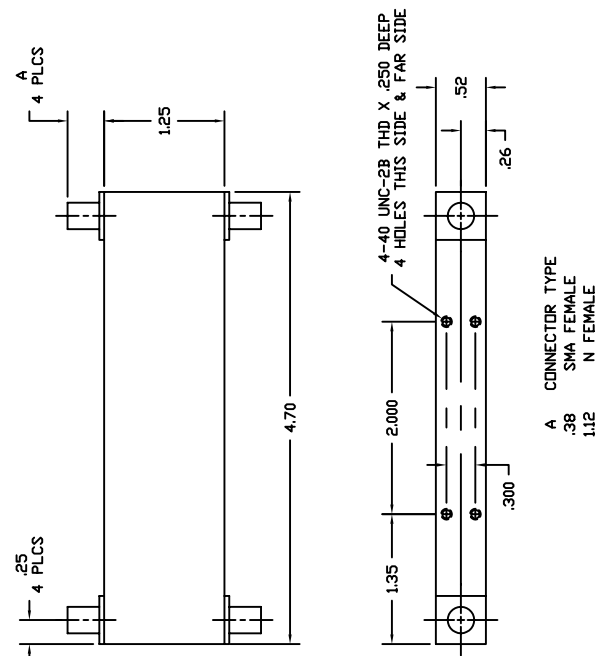 A
4 PLCS
1.25
.25
4 PLCS
4.70
4-40 UNC-2B THD X .250 DEEP
4 HOLES THIS SIDE & FAR SIDE
.52
.26
2.000
.300
1.35
A CONNECTOR TYPE
.38 SMA FEMALE
1.12 N FEMALE